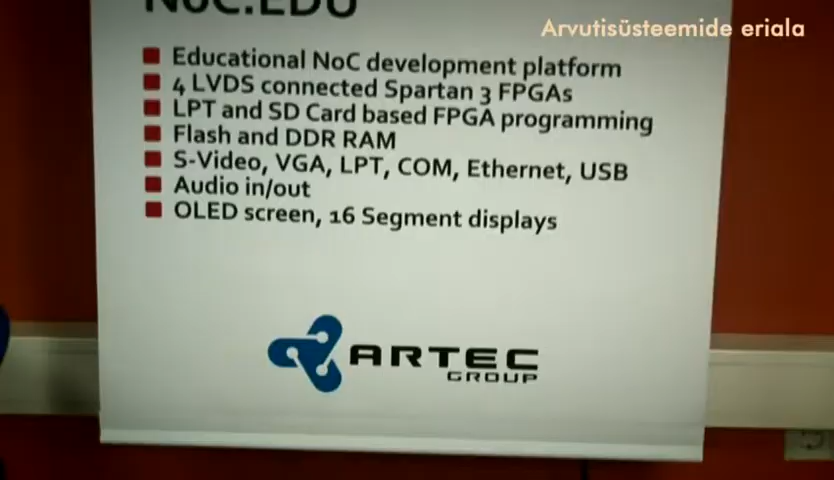 NoC.EDU
Arvutisüsteemide eriala
Educational NoC development platform
4 LVDS connected Spartan 3 FPGAs
LPT and SD Card based FPGA programming
Flash and DDR RAM
S-Video, VGA, LPT, COM, Ethernet, USB
Audio in/out
OLED screen, 16 Segment displays
ARTEC
GROUP